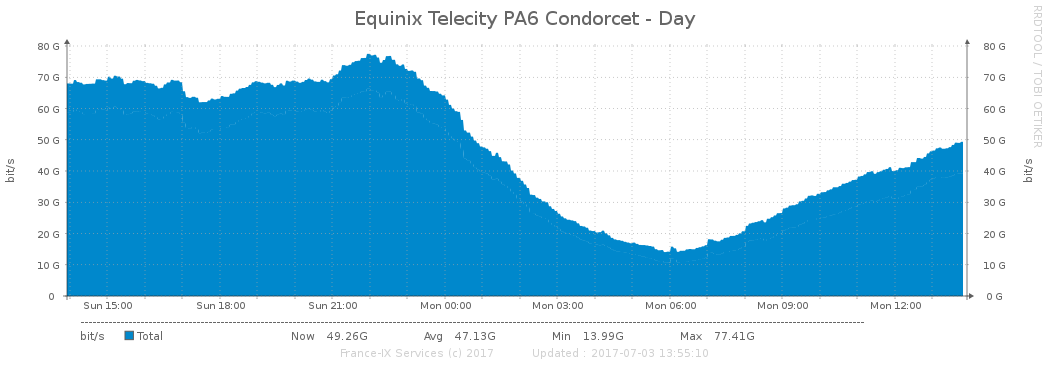 Equinix Telecity PA6 Condorcet - Day
RRDTOOL / TOBI OETIKER
80 G 80 G
70 G 70 G
60 G 60 G
50 G 50 G
40 G 40 G
30 G 30 G
20 G 20 G
10 G 10 G
0 0 G
bit/s
bit/s
Sun 15:00 Sun 18:00 Sun 21:00 Mon 00:00 Mon 03:00 Mon 06:00 Mon 09:00 Mon 12:00
bit/s Total Now 49.26G Avg 47.13G Min 13.99G Max 77.41G
France-IX Services (c) 2017 Updated : 2017-07-03 13:55:10